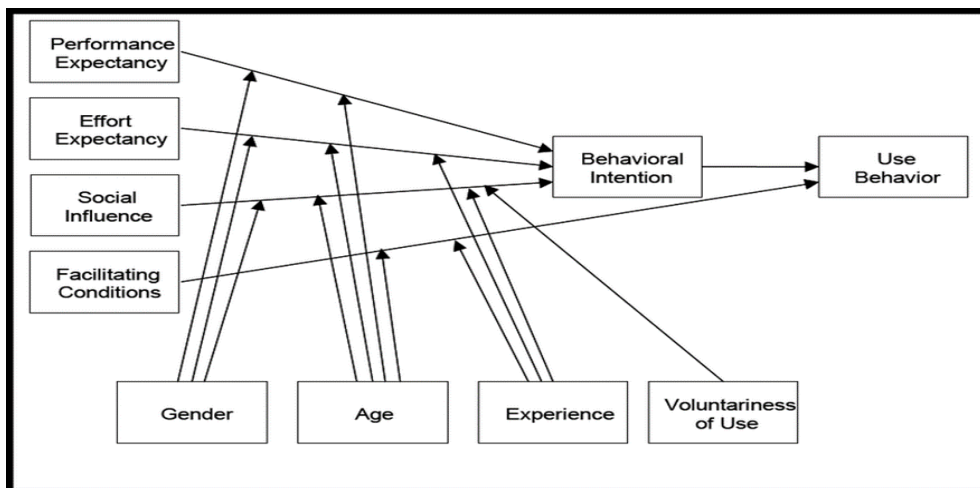 Performance
Expectancy
Effort
Expectancy
Social
Influence
Facilitating
Conditions
Behavioral
Intention
Use
Behavior
Gender
Age
Experience
Voluntariness
of Use